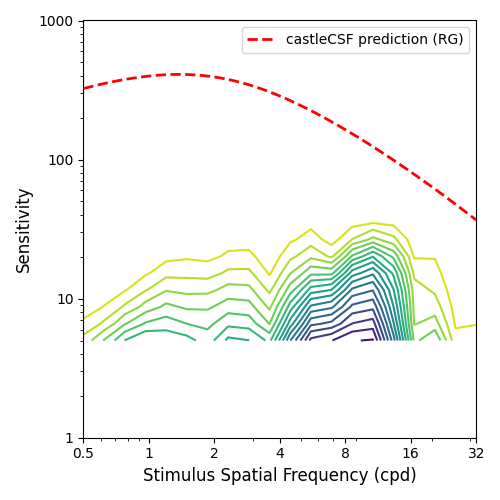 1000
castleCSF prediction (RG)
100
Sensitivity
10
1
0.5 1 2 4 8 16 32
Stimulus Spatial Frequency (cpd)